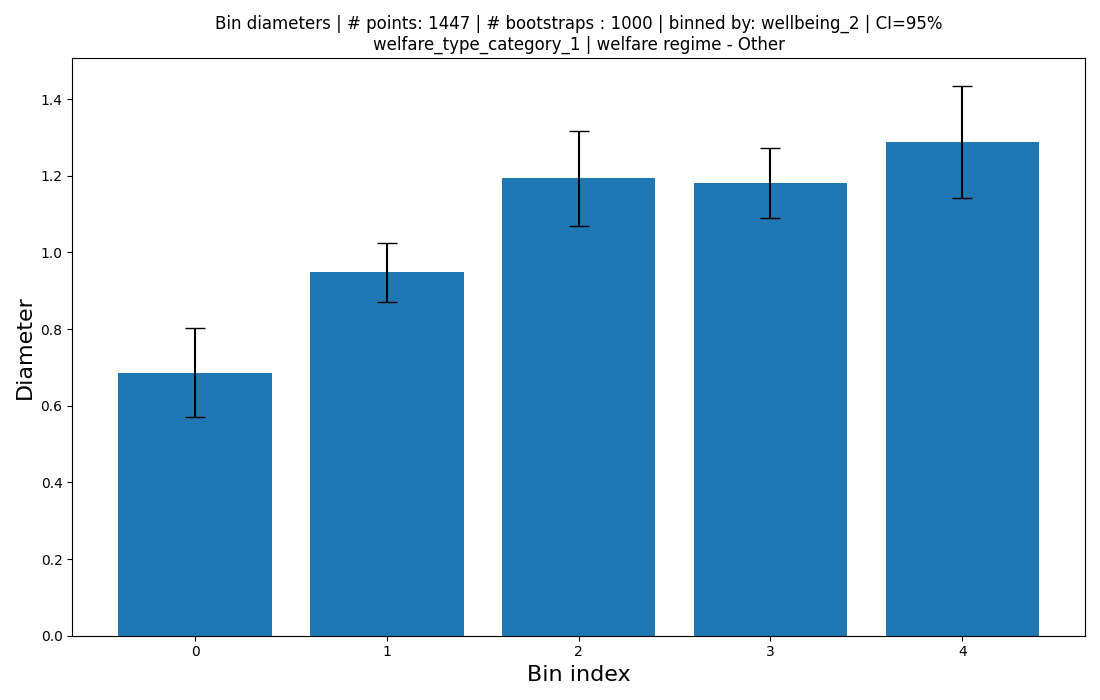 Bin diameters | # points: 1447 | # bootstraps : 1000 | binned by: wellbeing_2 | CI=95%
welfare_type_category_1 | welfare regime - Other
1.4
1.2
1.0
0.8
0.6
0.4
0.2
0.0
Diameter
0 1 2 3 4
Bin index